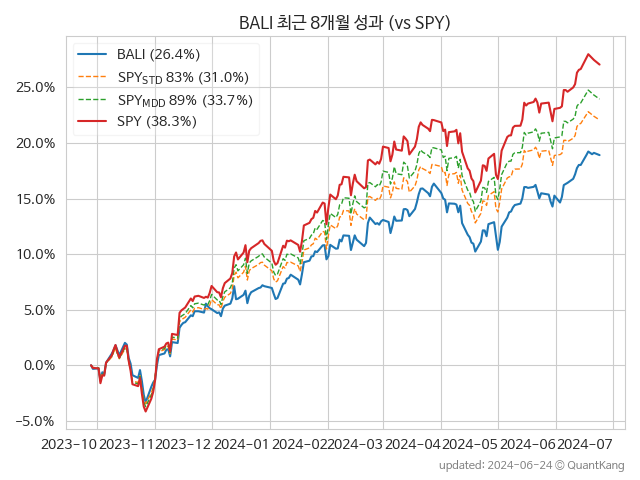 BALI 최근 8개월 성과 (vs SPY)
BALI (26.4%)
SPY_STD 83% (31.0%)
SPY_MDD 89% (33.7%)
SPY (38.3%)
25.0%
20.0%
15.0%
10.0%
5.0%
0.0%
−5.0%
2023-10 2023-11 2023-12 2024-01 2024-02 2024-03 2024-04 2024-05 2024-06 2024-07
updated: 2024-06-24 © QuantKang